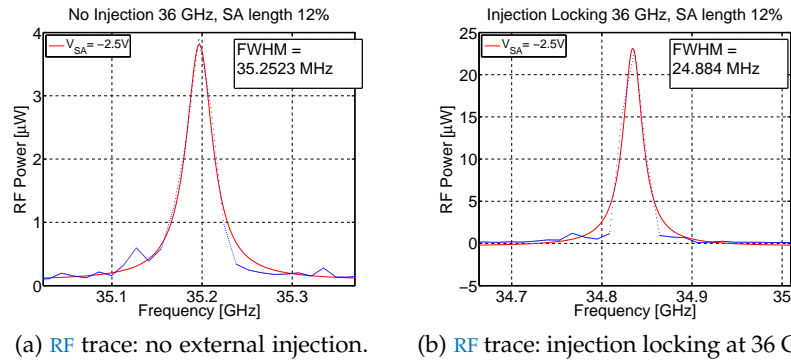 No Injection 36 GHz, SA length 12%
4
3
2
1
0
RF Power [μW]
V_SA = −2.5V
FWHM =
35.2523 MHz
35.1
35.2
35.3
Frequency [GHz]
(a) RF trace: no external injection.
Injection Locking 36 GHz, SA length 12%
25
20
15
10
5
0
−5
RF Power [μW]
V_SA = −2.5V
FWHM =
24.884 MHz
34.7
34.8
34.9
35
Frequency [GHz]
(b) RF trace: injection locking at 36 G